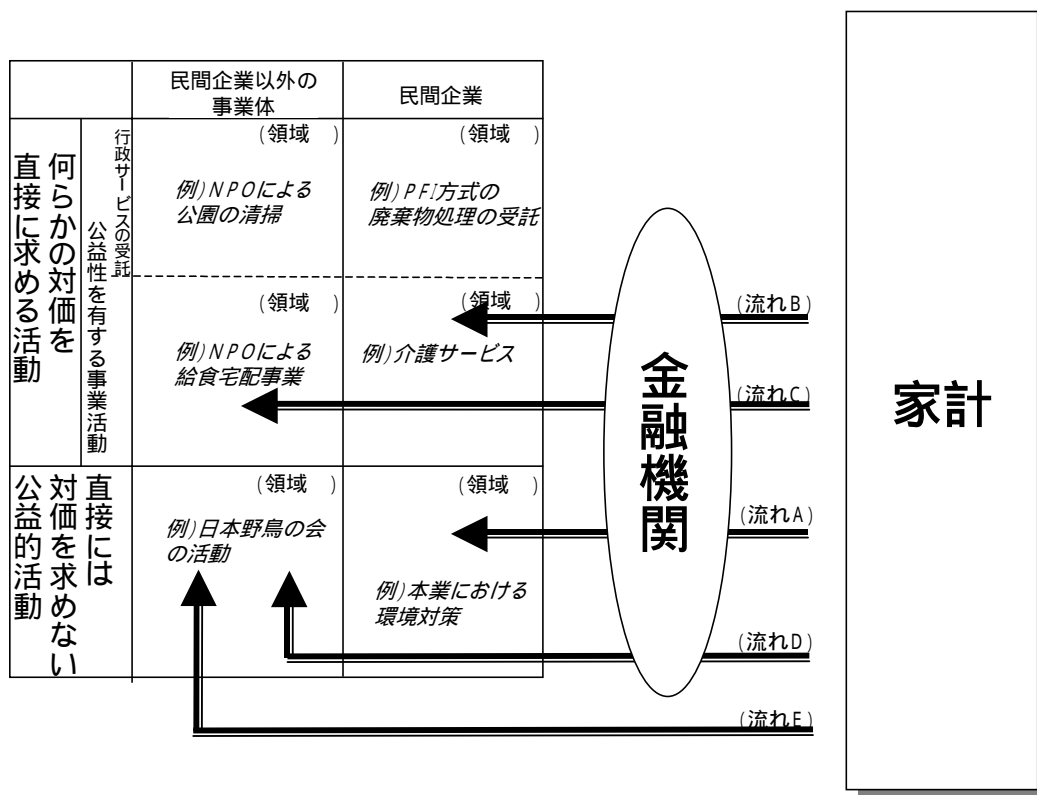 民間企業以外の
事業体
民間企業
何らかの対価を
直接に求める活動
行政サービスの受託
公益性を有する事業活動
(領域　)
例)NPOによる
公園の清掃
(領域　)
例)PFI方式の
廃棄物処理の受託
(領域　)
例)NPOによる
給食宅配事業
(領域　)
例)介護サービス
直接には
対価を求めない
公益的活動
(領域　)
例)日本野鳥の会
の活動
(領域　)
例)本業における
環境対策
金融機関
(流れB)
(流れC)
(流れA)
(流れD)
(流れE)
家計